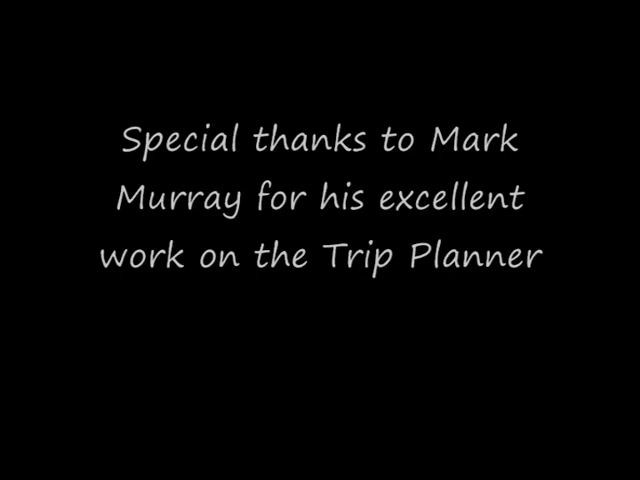 Special thanks to Mark
Murray for his excellent
work on the Trip Planner